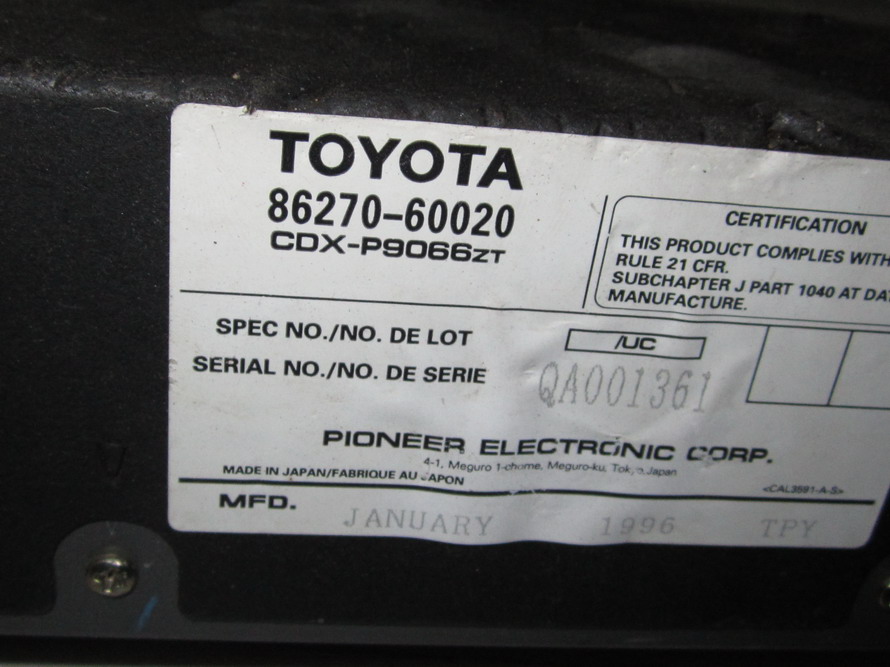 TOYOTA
86270-60020
CDX-P9066ZT
CERTIFICATION
THIS PRODUCT COMPLIES WITH
RULE 21 CFR.
SUBCHAPTER J PART 1040 AT DA
MANUFACTURE.
SPEC NO./NO. DE LOT /UC
SERIAL NO./NO. DE SERIE QA001361
PIONEER ELECTRONIC CORP.
4-1, Meguro 1-chome, Meguro-ku, Tokyo, Japan
MADE IN JAPAN/FABRIQUE AU JAPON
<CAL3591-A-S>
MFD. JANUARY 1996 TPY